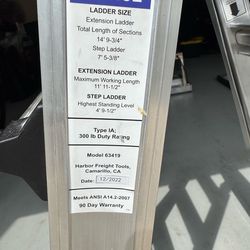 LADDER SIZE
Extension Ladder
Total Length of Sections
14' 9-3/4"
Step Ladder
7' 5-3/8"
EXTENSION LADDER
Maximum Working Length
11' 11-1/2"
STEP LADDER
Highest Standing Level
4' 9-1/2"
Type IA;
300 lb Duty Rating
Model 63419
Harbor Freight Tools,
Camarillo, CA
Date: 12/2022
Meets ANSI A14.2-2007
90 Day Warranty